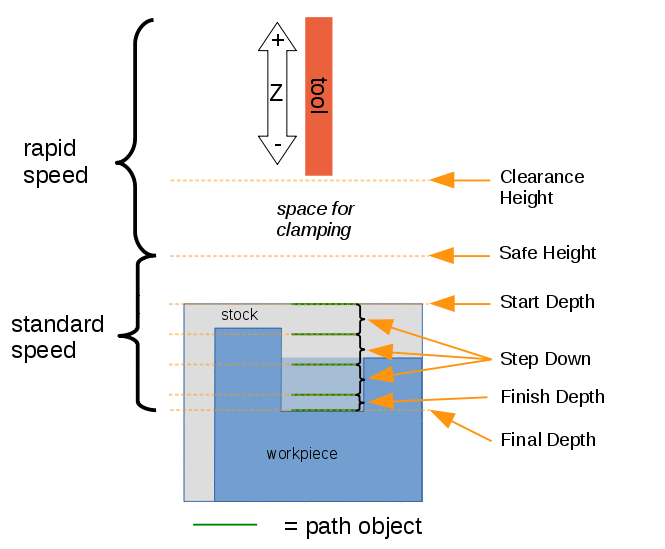 +
Z
-
tool
rapid
speed
Clearance
Height
space for
clamping
Safe Height
Start Depth
stock
standard
speed
Step Down
Finish Depth
Final Depth
workpiece
= path object